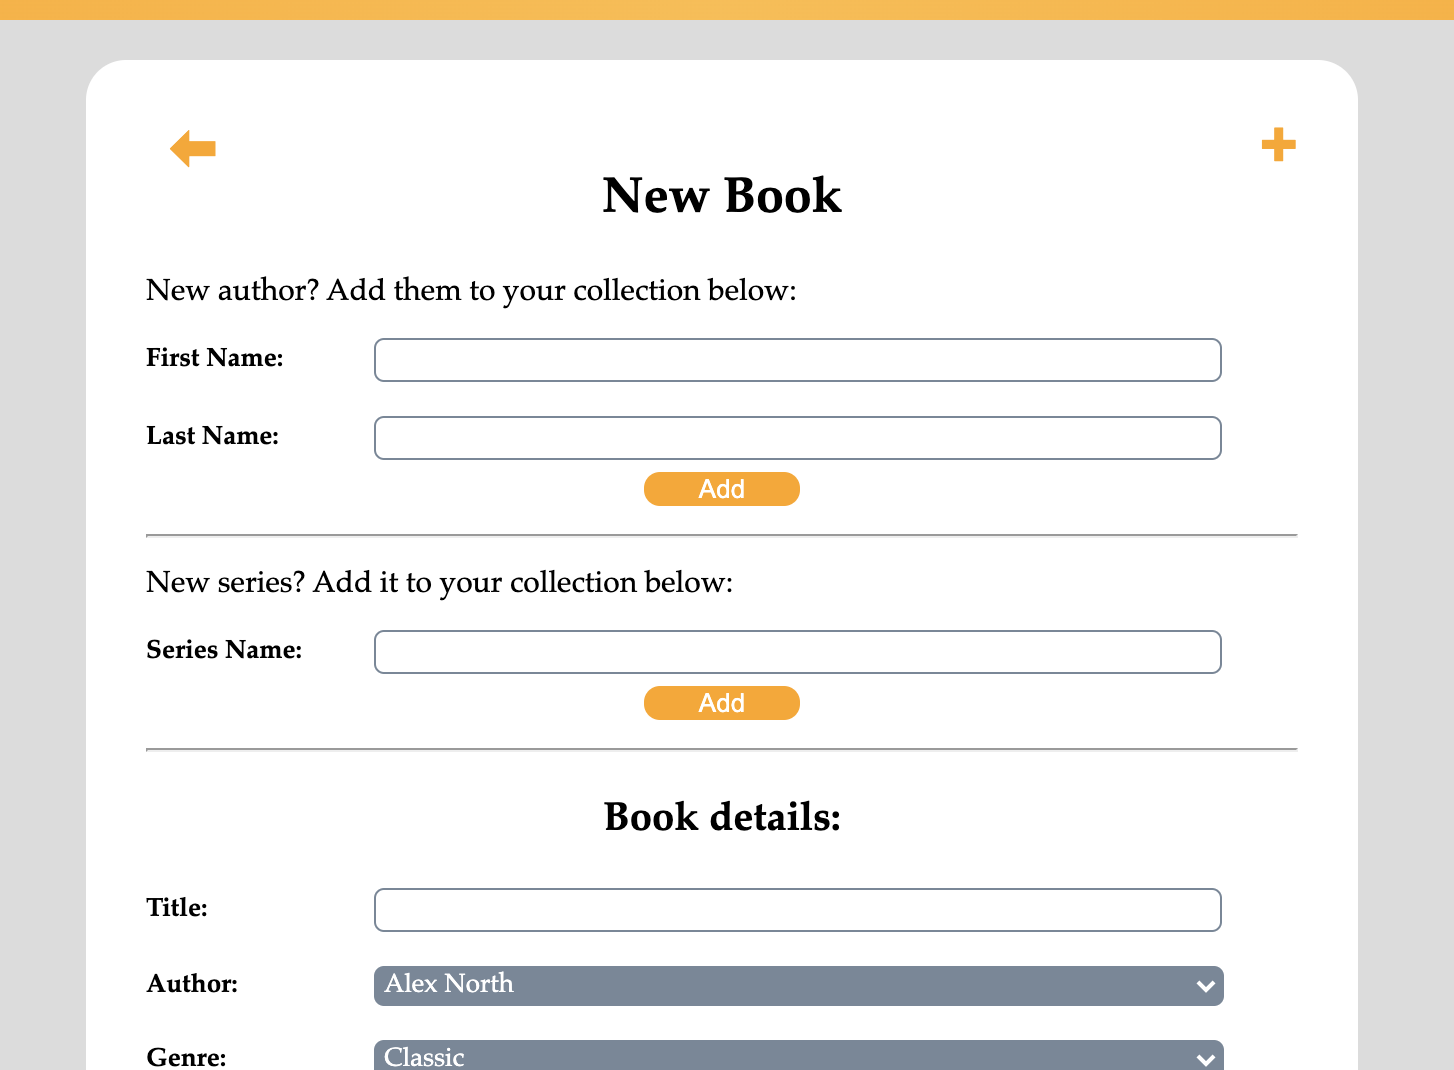 New Book
New author? Add them to your collection below:
First Name:
Last Name:
Add
New series? Add it to your collection below:
Series Name:
Add
Book details:
Title:
Author: Alex North
Genre: Classic